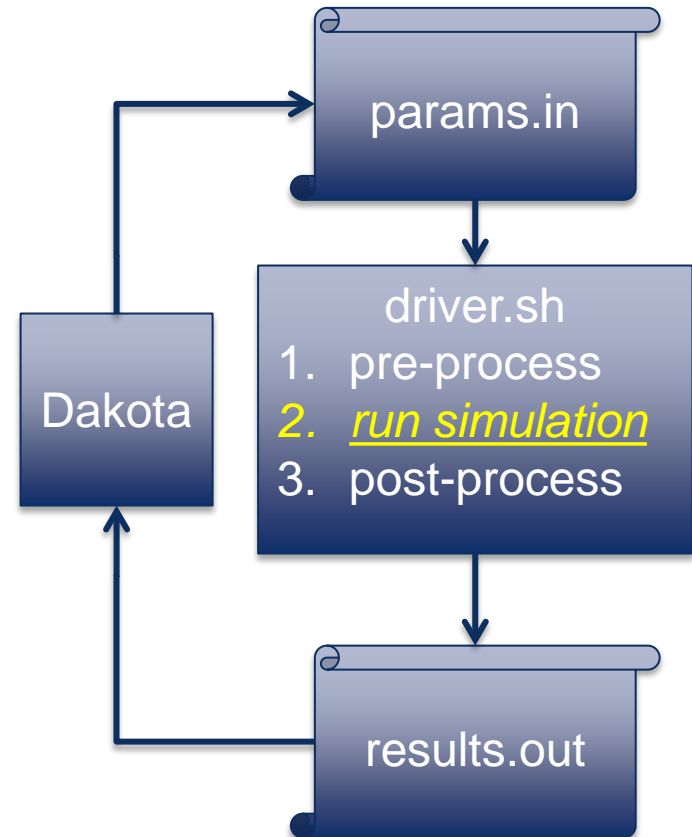 params.in
driver.sh
1. pre-process
2. run simulation
3. post-process
Dakota
results.out